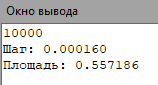 Окно вывода
10000
Шаг: 0.000160
Площадь: 0.557186